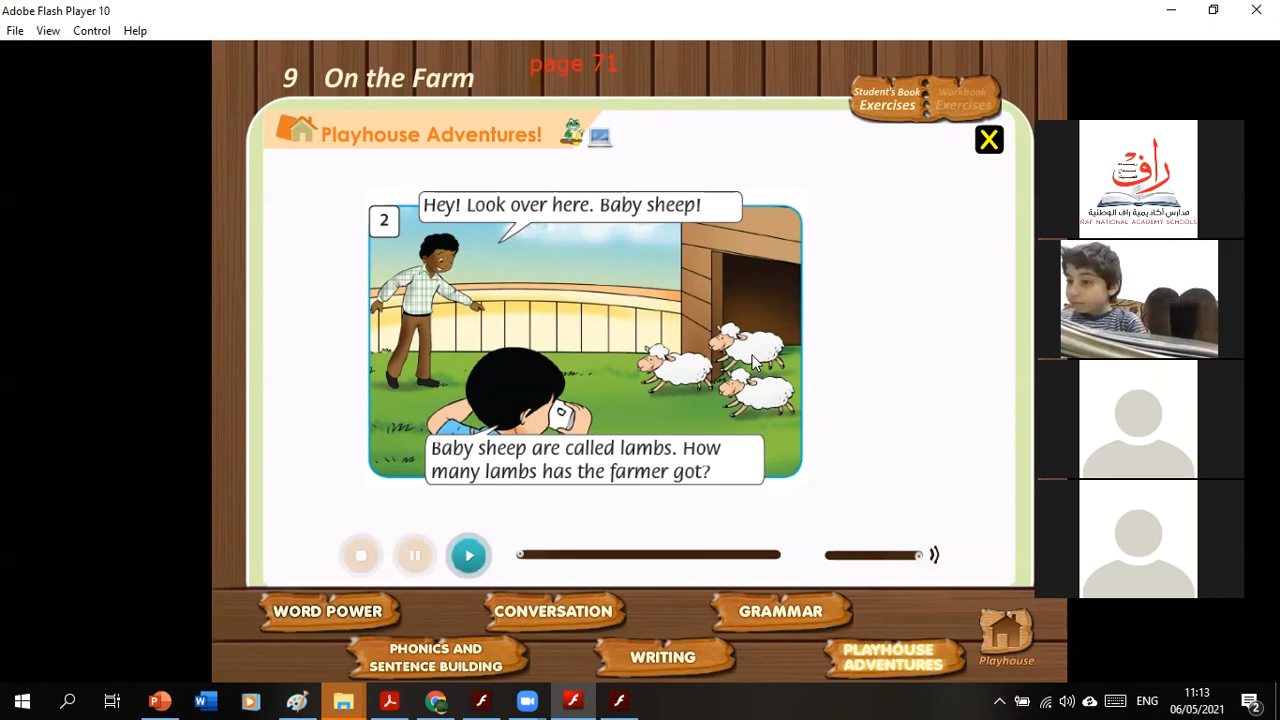 Adobe Flash Player 10
File View Control Help
page 71
9 On the Farm
Student's Book
Exercises
Workbook
Exercises
Playhouse Adventures!
X
2
Hey! Look over here. Baby sheep!
Baby sheep are called lambs. How
many lambs has the farmer got?
راف
مدارس أكاديمية راف الوطنية
RAF NATIONAL ACADEMY SCHOOLS
WORD POWER
CONVERSATION
GRAMMAR
PHONICS AND
SENTENCE BUILDING
WRITING
PLAYHOUSE
ADVENTURES
Playhouse
ENG
11:13
06/05/2021
2